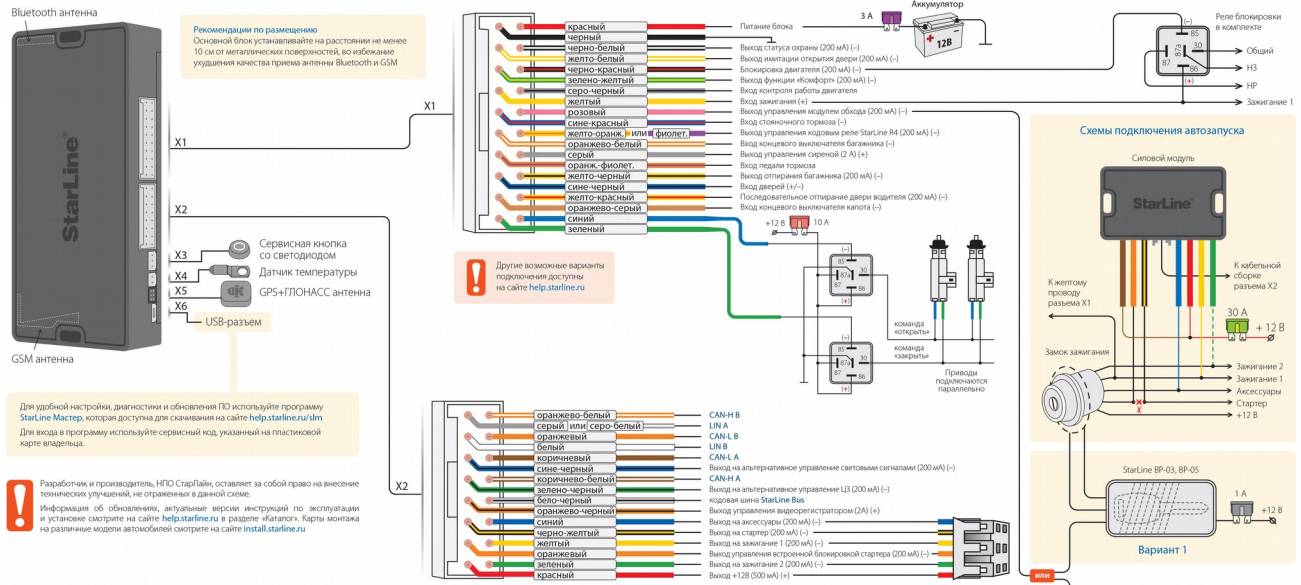 Bluetooth антенна
Рекомендации по размещению
Основной блок устанавливайте на расстоянии не менее
10 см от металлических поверхностей, во избежание
ухудшения качества приема антенны Bluetooth и GSM
StarLine®
GSM антенна
X1
X2
X3
X4
X5
X6
Сервисная кнопка
со светодиодом
Датчик температуры
GPS+ГЛОНАСС антенна
USB-разъем
Для удобной настройки, диагностики и обновления ПО используйте программу
StarLine Мастер, которая доступна для скачивания на сайте help.starline.ru/slm
Для входа в программу используйте сервисный код, указанный на пластиковой
карте владельца.
Разработчик и производитель, НПО СтарЛайн, оставляет за собой право на внесение
технических улучшений, не отраженных в данной схеме.
Информация об обновлениях, актуальные версии инструкций по эксплуатации
и установке смотрите на сайте help.starline.ru в разделе «Каталог». Карты монтажа
на различные модели автомобилей смотрите на сайте install.starline.ru
X1
красный Питание блока
черный
черно-белый Выход статуса охраны (200 мА) (–)
желто-белый Выход имитации открытия двери (200 мА) (–)
черно-красный Блокировка двигателя (200 мА) (–)
зелено-желтый Выход функции «Комфорт» (200 мА) (–)
серо-черный Вход контроля работы двигателя
желтый Вход зажигания (+)
розовый Выход управления модулем обхода (200 мА) (–)
сине-красный Вход стояночного тормоза (–)
желто-оранж. или фиолет. Выход управления кодовым реле StarLine R4 (200 мА) (–)
оранжево-белый Вход концевого выключателя багажника (–)
серый Выход управления сиреной (2 А) (+)
оранж.-фиолет. Вход педали тормоза
желто-черный Выход отпирания багажника (200 мА) (–)
сине-черный Вход дверей (+/–)
желто-красный Последовательное отпирание двери водителя (200 мА) (–)
оранжево-серый Вход концевого выключателя капота (–)
синий
зеленый
3 А
Аккумулятор
+
12В
Другие возможные варианты
подключения доступны
на сайте help.starline.ru
+12 В
10 А
(–)
85
87
87a
30
86
(+)
команда
«открыть»
(–)
85
87
87a
30
86
(+)
команда
«закрыть»
Приводы
подключаются
параллельно
X2
оранжево-белый CAN-H B
серый или серо-белый LIN A
оранжевый CAN-L B
белый LIN B
коричневый CAN-L A
сине-черный Выход на альтернативное управление световыми сигналами (200 мА) (–)
коричнево-белый CAN-H A
зелено-черный Выход на альтернативное управление ЦЗ (200 мА) (–)
бело-черный кодовая шина StarLine Bus
оранжево-черный Выход управления видеорегистратором (2А) (+)
синий Выход на аксессуары (200 мА) (–)
черно-желтый Выход на стартер (200 мА) (–)
желтый Выход на зажигание 1 (200 мА) (–)
оранжевый Выход управления встроенной блокировкой стартера (200 мА) (–)
зеленый Выход на зажигание 2 (200 мА) (–)
красный Выход +12В (500 мА) (+)
Реле блокировки
в комплекте
(–)
85
87
87a
30
86
(+)
Общий
НЗ
НР
Зажигание 1
Схемы подключения автозапуска
Силовой модуль
StarLine®
К желтому
проводу
разъема X1
К кабельной
сборке
разъема X2
30 А
+ 12 В
Замок зажигания
Зажигание 2
Зажигание 1
Аксессуары
Стартер
+12 В
StarLine BP-03, BP-05
1 А
+12 В
Вариант 1
или